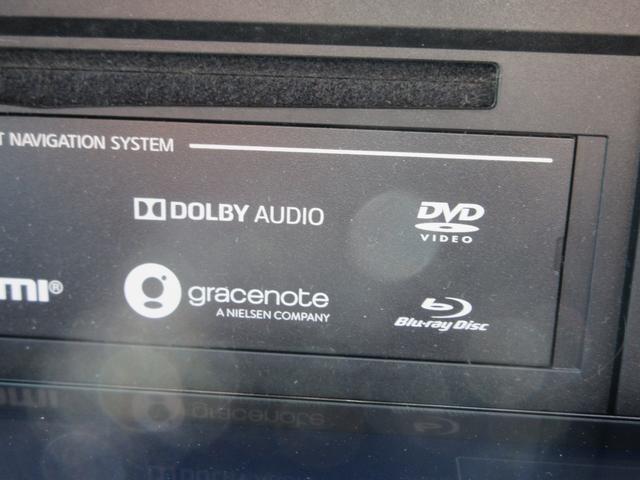 NAVIGATION SYSTEM
DOLBY AUDIO
DVD
VIDEO
gracenote
A NIELSEN COMPANY
Blu-ray Disc